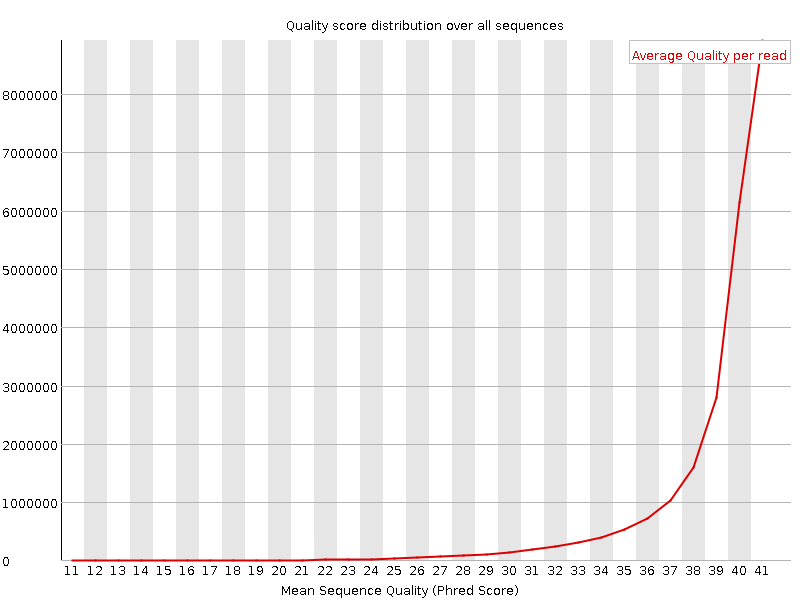 Quality score distribution over all sequences
Average Quality per read
8000000
7000000
6000000
5000000
4000000
3000000
2000000
1000000
0
11 12 13 14 15 16 17 18 19 20 21 22 23 24 25 26 27 28 29 30 31 32 33 34 35 36 37 38 39 40 41
Mean Sequence Quality (Phred Score)